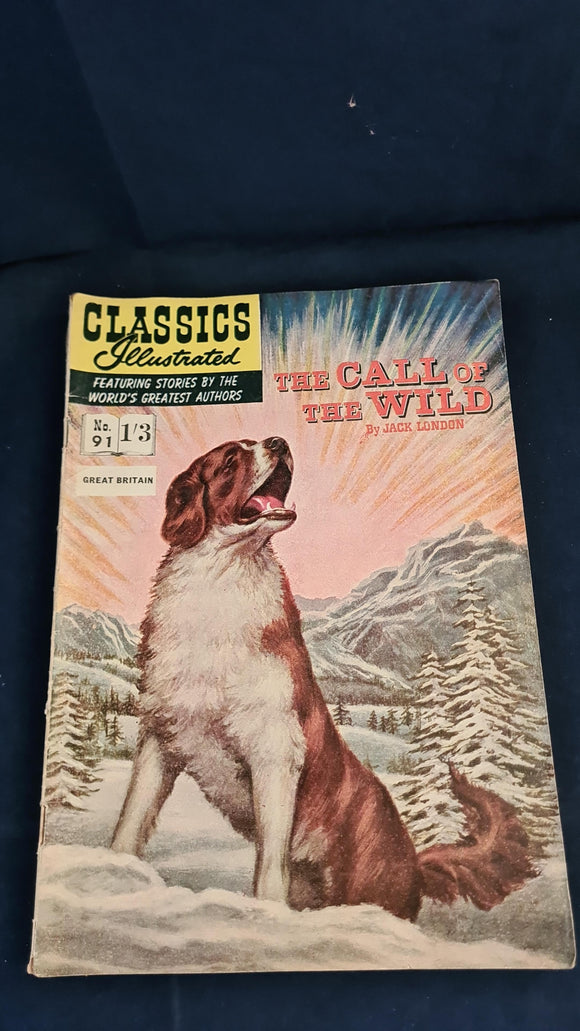 CLASSICS
Illustrated
FEATURING STORIES BY THE
WORLD'S GREATEST AUTHORS
No.
91
1/3
GREAT BRITAIN
THE CALL OF
THE WILD
By JACK LONDON